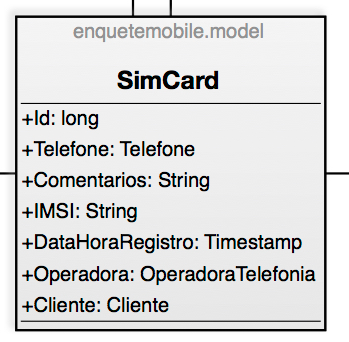 enquetemobile.model
SimCard
+Id: long
+Telefone: Telefone
+Comentarios: String
+IMSI: String
+DataHoraRegistro: Timestamp
+Operadora: OperadoraTelefonia
+Cliente: Cliente